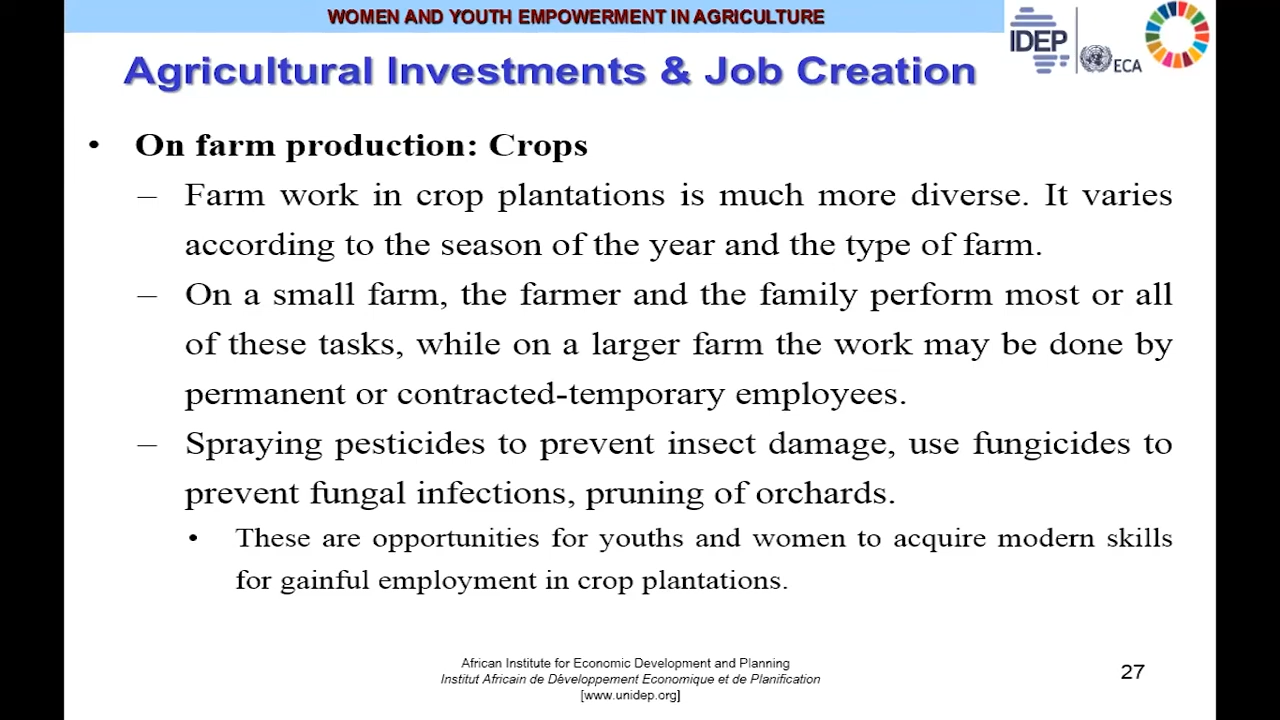 WOMEN AND YOUTH EMPOWERMENT IN AGRICULTURE
IDEP
ECA
Agricultural Investments & Job Creation
• On farm production: Crops
– Farm work in crop plantations is much more diverse. It varies
according to the season of the year and the type of farm.
– On a small farm, the farmer and the family perform most or all
of these tasks, while on a larger farm the work may be done by
permanent or contracted-temporary employees.
– Spraying pesticides to prevent insect damage, use fungicides to
prevent fungal infections, pruning of orchards.
• These are opportunities for youths and women to acquire modern skills
for gainful employment in crop plantations.
African Institute for Economic Development and Planning
Institut Africain de Développement Economique et de Planification
[www.unidep.org]
27